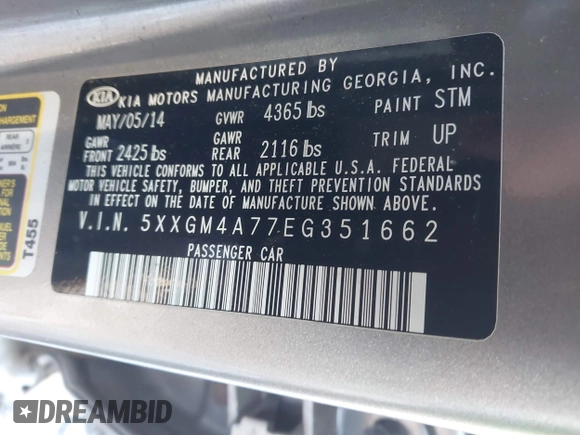 MANUFACTURED BY
KIA KIA MOTORS MANUFACTURING GEORGIA, INC.
MAY/05/14 GVWR 4365 lbs PAINT STM
GAWR FRONT 2425 lbs GAWR REAR 2116 lbs TRIM UP
THIS VEHICLE CONFORMS TO ALL APPLICABLE U.S.A. FEDERAL
MOTOR VEHICLE SAFETY, BUMPER, AND THEFT PREVENTION STANDARDS
IN EFFECT ON THE DATE OF MANUFACTURE SHOWN ABOVE.
V.I.N. 5XXGM4A77EG351662
PASSENGER CAR
REAR
T455
DREAMBID